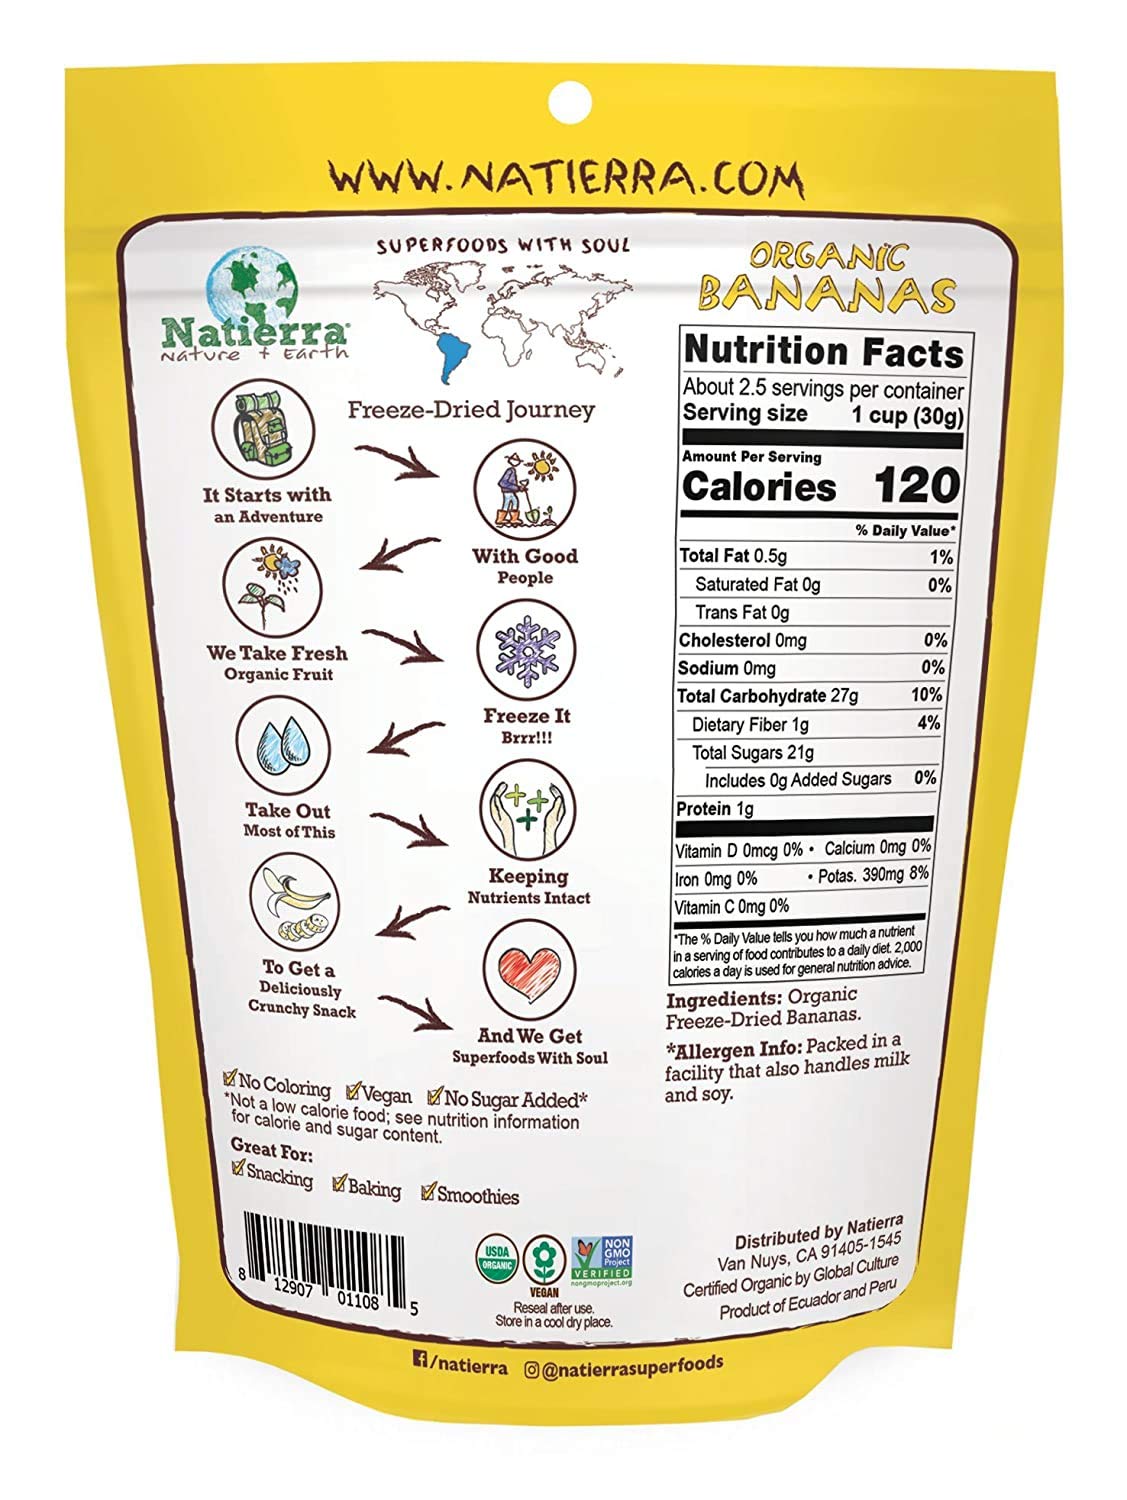 WWW.NATIERRA.COM
Natierra®
Nature + Earth
SUPERFOODS WITH SOUL
Freeze-Dried Journey
It Starts with
an Adventure
With Good
People
We Take Fresh
Organic Fruit
Freeze It
Brrr!!!
Take Out
Most of This
Keeping
Nutrients Intact
To Get a
Deliciously
Crunchy Snack
And We Get
Superfoods With Soul
No Coloring Vegan No Sugar Added*
*Not a low calorie food; see nutrition information
for calorie and sugar content.
Great For:
Snacking Baking Smoothies
8 12907 01108 5
USDA
ORGANIC
VEGAN
NON
GMO
Project
VERIFIED
nongmoproject.org
Reseal after use.
Store in a cool dry place.
ORGANIC
BANANAS
Nutrition Facts
About 2.5 servings per container
Serving size 1 cup (30g)
Amount Per Serving
Calories 120
% Daily Value*
Total Fat 0.5g 1%
Saturated Fat 0g 0%
Trans Fat 0g
Cholesterol 0mg 0%
Sodium 0mg 0%
Total Carbohydrate 27g 10%
Dietary Fiber 1g 4%
Total Sugars 21g
Includes 0g Added Sugars 0%
Protein 1g
Vitamin D 0mcg 0% • Calcium 0mg 0%
Iron 0mg 0% • Potas. 390mg 8%
Vitamin C 0mg 0%
*The % Daily Value tells you how much a nutrient
in a serving of food contributes to a daily diet. 2,000
calories a day is used for general nutrition advice.
Ingredients: Organic
Freeze-Dried Bananas.
*Allergen Info: Packed in a
facility that also handles milk
and soy.
Distributed by Natierra
Van Nuys, CA 91405-1545
Certified Organic by Global Culture
Product of Ecuador and Peru
/natierra @natierrasuperfoods